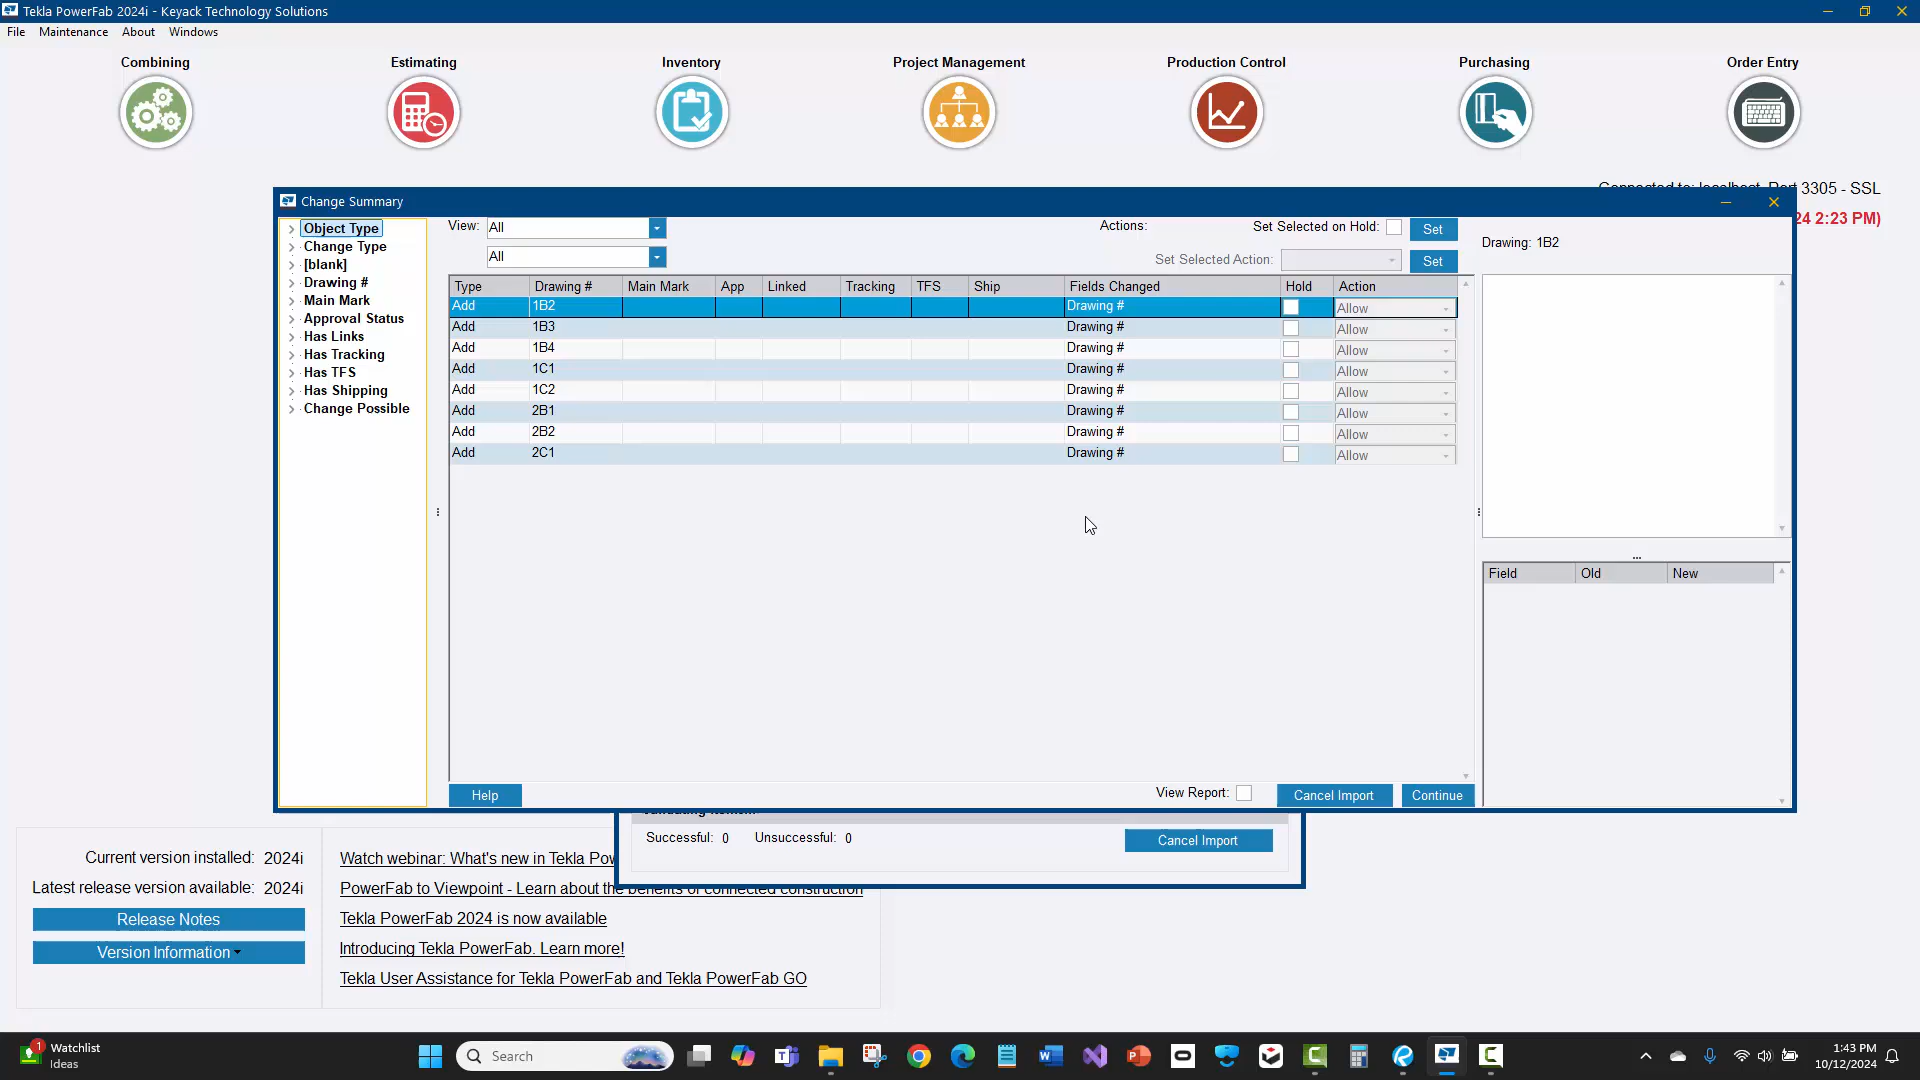 Tekla PowerFab 2024i - Keyack Technology Solutions
File Maintenance About Windows
Combining Estimating Inventory Project Management Production Control Purchasing Order Entry
3305 - SSL
24 2:23 PM)
Change Summary
Object Type
Change Type
[blank]
Drawing #
Main Mark
Approval Status
Has Links
Has Tracking
Has TFS
Has Shipping
Change Possible
View: All
All
Actions: Set Selected on Hold: Set
Set Selected Action: Set
Type Drawing # Main Mark App Linked Tracking TFS Ship Fields Changed Hold Action
Add 1B2 Drawing # Allow
Add 1B3 Drawing # Allow
Add 1B4 Drawing # Allow
Add 1C1 Drawing # Allow
Add 1C2 Drawing # Allow
Add 2B1 Drawing # Allow
Add 2B2 Drawing # Allow
Add 2C1 Drawing # Allow
Drawing: 1B2
...
Field Old New
Help View Report: Cancel Import Continue
Successful: 0 Unsuccessful: 0 Cancel Import
Current version installed: 2024i
Latest release version available: 2024i
Release Notes
Version Information
Watch webinar: What's new in Tekla Pow
PowerFab to Viewpoint - Learn about the benefits of connected construction
Tekla PowerFab 2024 is now available
Introducing Tekla PowerFab. Learn more!
Tekla User Assistance for Tekla PowerFab and Tekla PowerFab GO
1
Watchlist
Ideas
Search
1:43 PM
10/12/2024